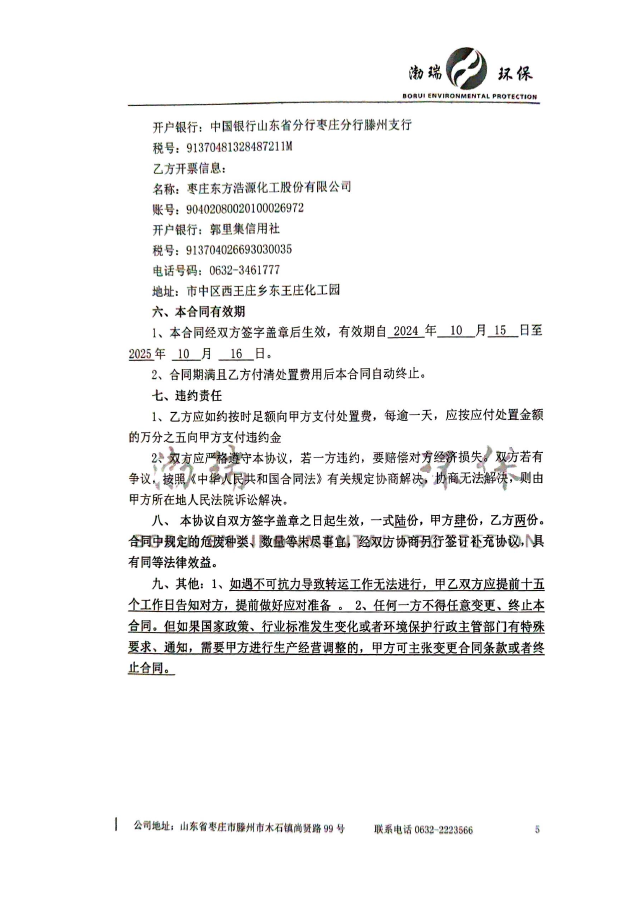 渤瑞 环保
BORUI ENVIRONMENTAL PROTECTION
开户银行：中国银行山东省分行枣庄分行滕州支行
税号：91370481328487211M
乙方开票信息：
名称：枣庄东方浩源化工股份有限公司
账号：90402080020100026972
开户银行：郭里集信用社
税号：913704026693030035
电话号码：0632-3461777
地址：市中区西王庄乡东王庄化工园
六、本合同有效期
1、本合同经双方签字盖章后生效，有效期自 2024 年 10 月 15 日至
2025 年 10 月 16 日。
2、合同期满且乙方付清处置费用后本合同自动终止。
七、违约责任
1、乙方应如约按时足额向甲方支付处置费，每逾一天，应按应付处置金额
的万分之五向甲方支付违约金
2、双方应严格遵守本协议，若一方违约，要赔偿对方经济损失。双方若有
争议，按照《中华人民共和国合同法》有关规定协商解决，协商无法解决，则由
甲方所在地人民法院诉讼解决。
八、 本协议自双方签字盖章之日起生效，一式陆份，甲方肆份，乙方两份。
合同中规定的危废种类、数量等未尽事宜，经双方协商另行签订补充协议，具
有同等法律效益。
九、其他：1、如遇不可抗力导致转运工作无法进行，甲乙双方应提前十五
个工作日告知对方，提前做好应对准备 。 2、任何一方不得任意变更、终止本
合同。但如果国家政策、行业标准发生变化或者环境保护行政主管部门有特殊
要求、通知，需要甲方进行生产经营调整的，甲方可主张变更合同条款或者终
止合同。
公司地址：山东省枣庄市滕州市木石镇尚贤路 99 号 联系电话 0632-2223566 5